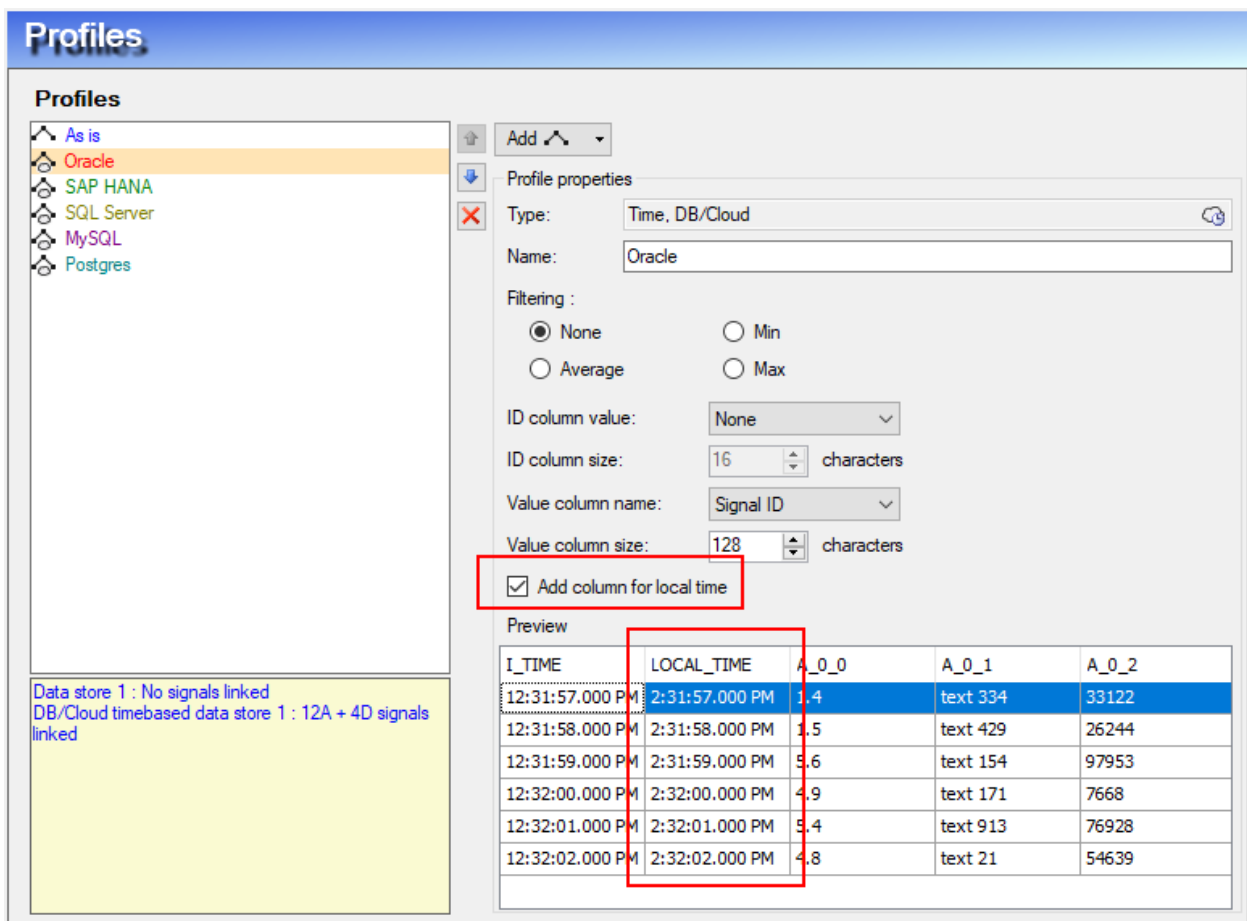 Profiles
Profiles
As is
Oracle
SAP HANA
SQL Server
MySQL
Postgres
Data store 1 : No signals linked
DB/Cloud timebased data store 1 : 12A + 4D signals
linked
Add
Profile properties
Type: Time, DB/Cloud
Name: Oracle
Filtering :
None Min
Average Max
ID column value: None
ID column size: 16 characters
Value column name: Signal ID
Value column size: 128 characters
Add column for local time
Preview
I_TIME LOCAL_TIME A_0_0 A_0_1 A_0_2
12:31:57.000 PM 2:31:57.000 PM 1.4 text 334 33122
12:31:58.000 PM 2:31:58.000 PM 1.5 text 429 26244
12:31:59.000 PM 2:31:59.000 PM 5.6 text 154 97953
12:32:00.000 PM 2:32:00.000 PM 4.9 text 171 7668
12:32:01.000 PM 2:32:01.000 PM 5.4 text 913 76928
12:32:02.000 PM 2:32:02.000 PM 4.8 text 21 54639